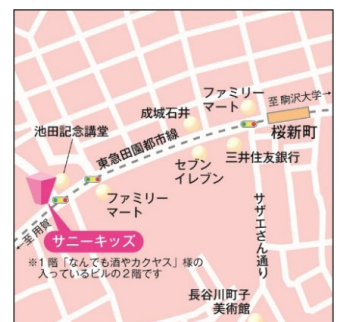 ファミリー
マート
至駒沢大学→
成城石井
桜新町
池田記念講堂
東急田園都市線
三井住友銀行
セブン
イレブン
ファミリー
マート
サザエさん通り
←至用賀
サニーキッズ
※1階「なんでも酒やカクヤス」様の
入っているビルの2階です
長谷川町子
美術館